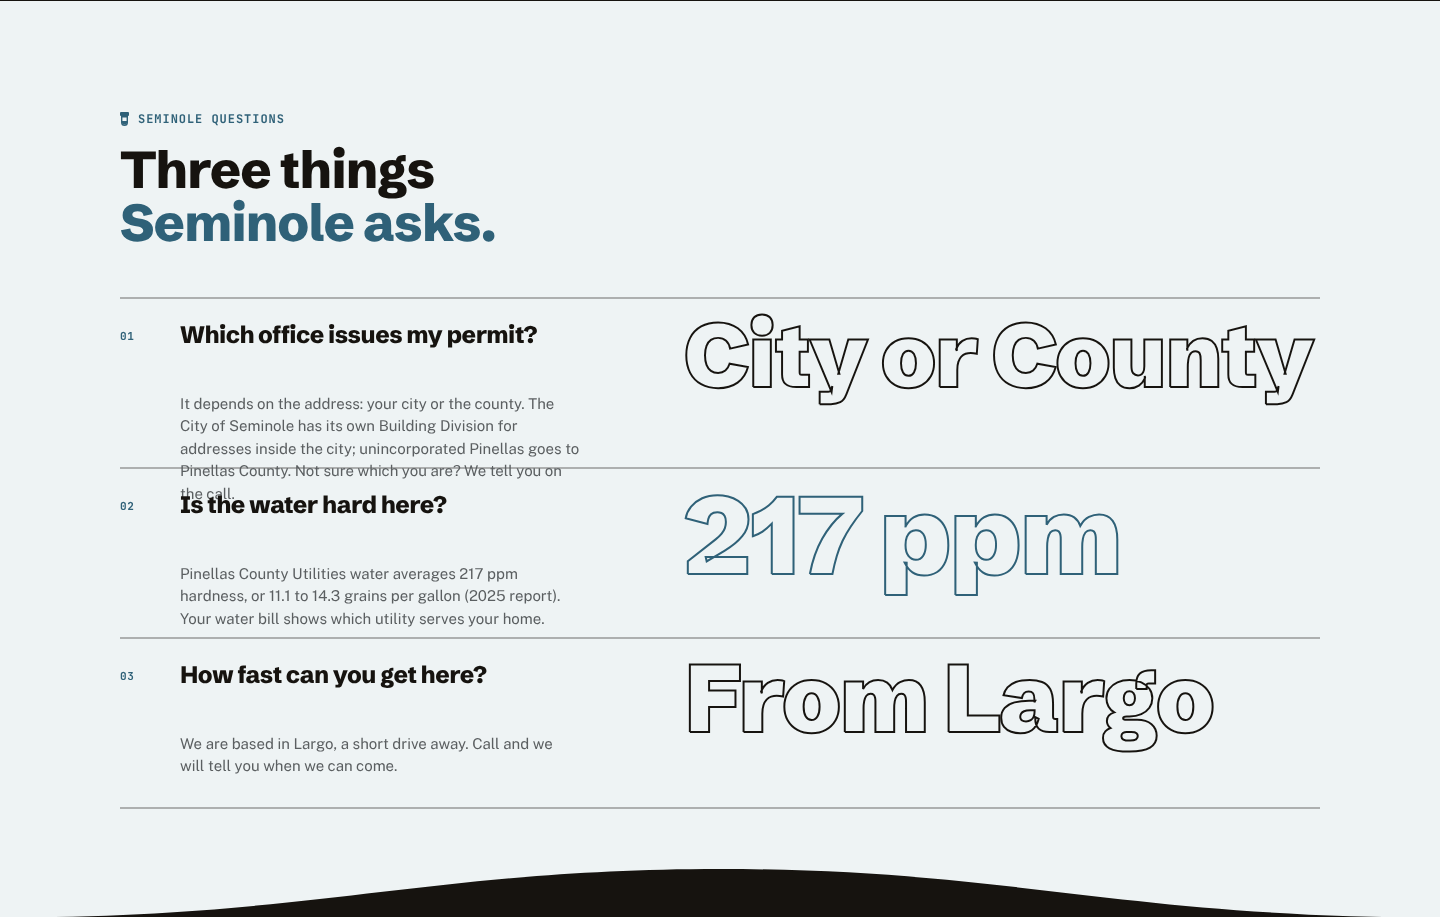 SEMINOLE QUESTIONS
Three things
Seminole asks.
01
Which office issues my permit?
City or County
It depends on the address: your city or the county. The
City of Seminole has its own Building Division for
addresses inside the city; unincorporated Pinellas goes to
Pinellas County. Not sure which you are? We tell you on
the call.
02
Is the water hard here?
217 ppm
Pinellas County Utilities water averages 217 ppm
hardness, or 11.1 to 14.3 grains per gallon (2025 report).
Your water bill shows which utility serves your home.
03
How fast can you get here?
From Largo
We are based in Largo, a short drive away. Call and we
will tell you when we can come.